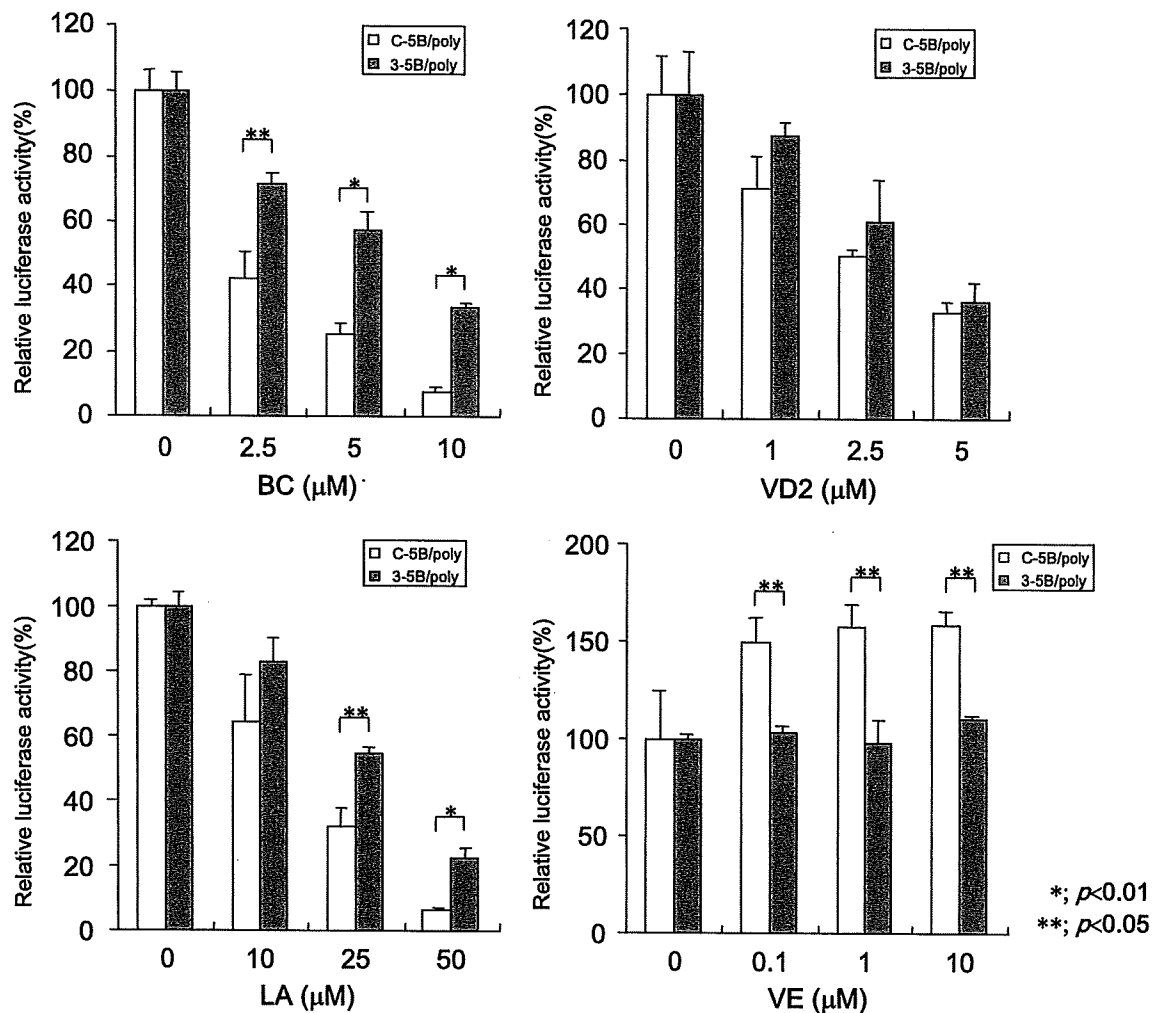 120
100
80
60
40
20
0
Relative luciferase activity(%)
C-5B/poly
3-5B/poly
**
*
*
0 2.5 5 10
BC (μM)
120
100
80
60
40
20
0
Relative luciferase activity(%)
C-5B/poly
3-5B/poly
0 1 2.5 5
VD2 (μM)
120
100
80
60
40
20
0
Relative luciferase activity(%)
C-5B/poly
3-5B/poly
**
*
0 10 25 50
LA (μM)
200
150
100
50
0
Relative luciferase activity(%)
C-5B/poly
3-5B/poly
** ** **
0 0.1 1 10
VE (μM)
*; p<0.01
**; p<0.05